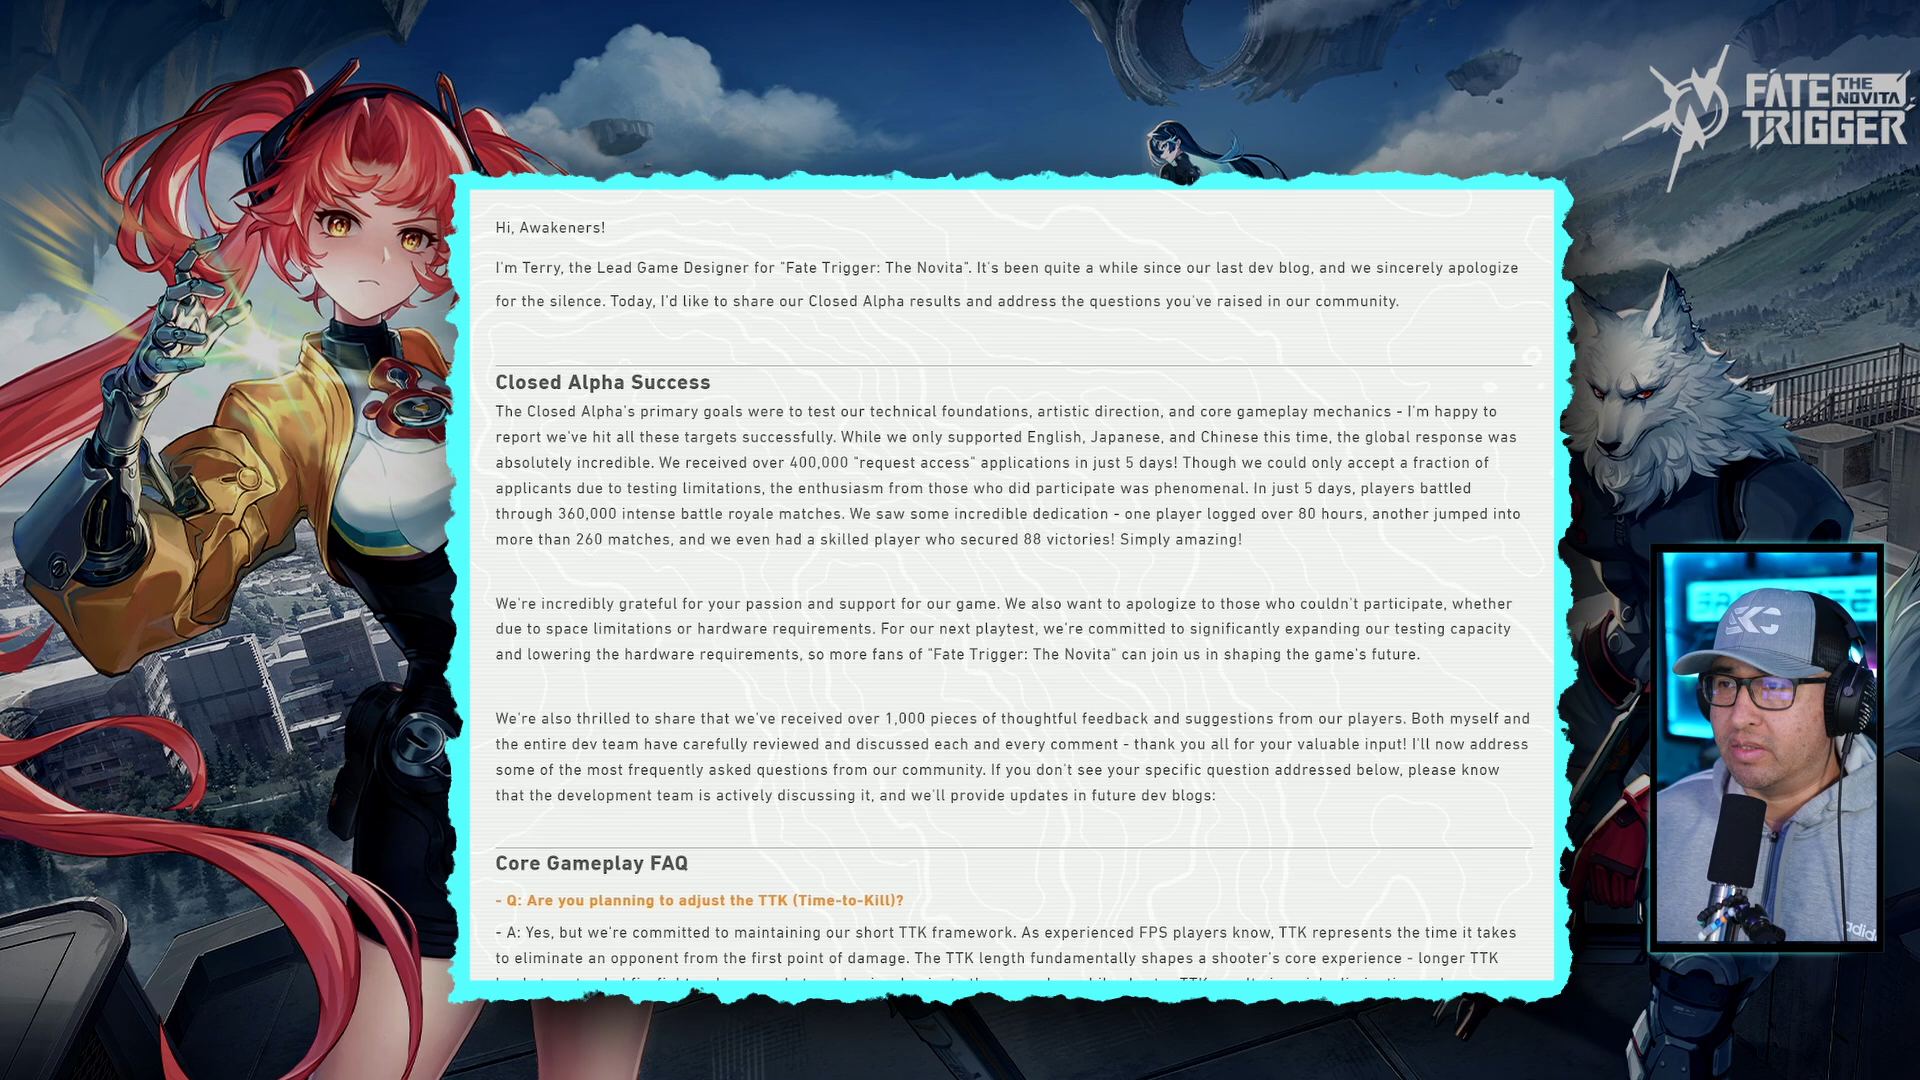 FATE THE NOVITA TRIGGER
Hi, Awakeners!
I'm Terry, the Lead Game Designer for "Fate Trigger: The Novita". It's been quite a while since our last dev blog, and we sincerely apologize
for the silence. Today, I'd like to share our Closed Alpha results and address the questions you've raised in our community.
Closed Alpha Success
The Closed Alpha's primary goals were to test our technical foundations, artistic direction, and core gameplay mechanics - I'm happy to
report we've hit all these targets successfully. While we only supported English, Japanese, and Chinese this time, the global response was
absolutely incredible. We received over 400,000 "request access" applications in just 5 days! Though we could only accept a fraction of
applicants due to testing limitations, the enthusiasm from those who did participate was phenomenal. In just 5 days, players battled
through 360,000 intense battle royale matches. We saw some incredible dedication - one player logged over 80 hours, another jumped into
more than 260 matches, and we even had a skilled player who secured 88 victories! Simply amazing!
We're incredibly grateful for your passion and support for our game. We also want to apologize to those who couldn't participate, whether
due to space limitations or hardware requirements. For our next playtest, we're committed to significantly expanding our testing capacity
and lowering the hardware requirements, so more fans of "Fate Trigger: The Novita" can join us in shaping the game's future.
We're also thrilled to share that we've received over 1,000 pieces of thoughtful feedback and suggestions from our players. Both myself and
the entire dev team have carefully reviewed and discussed each and every comment - thank you all for your valuable input! I'll now address
some of the most frequently asked questions from our community. If you don't see your specific question addressed below, please know
that the development team is actively discussing it, and we'll provide updates in future dev blogs:
Core Gameplay FAQ
- Q: Are you planning to adjust the TTK (Time-to-Kill)?
- A: Yes, but we're committed to maintaining our short TTK framework. As experienced FPS players know, TTK represents the time it takes
to eliminate an opponent from the first point of damage. The TTK length fundamentally shapes a shooter's core experience - longer TTK
SKC
adid